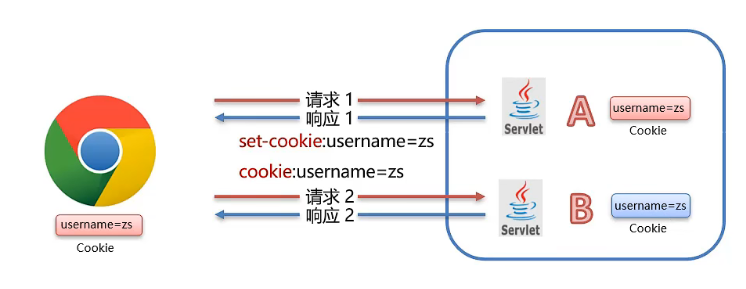 请求 1
响应 1
set-cookie:username=zs
cookie:username=zs
请求 2
响应 2
username=zs
Cookie
Servlet
A
username=zs
Cookie
Servlet
B
username=zs
Cookie